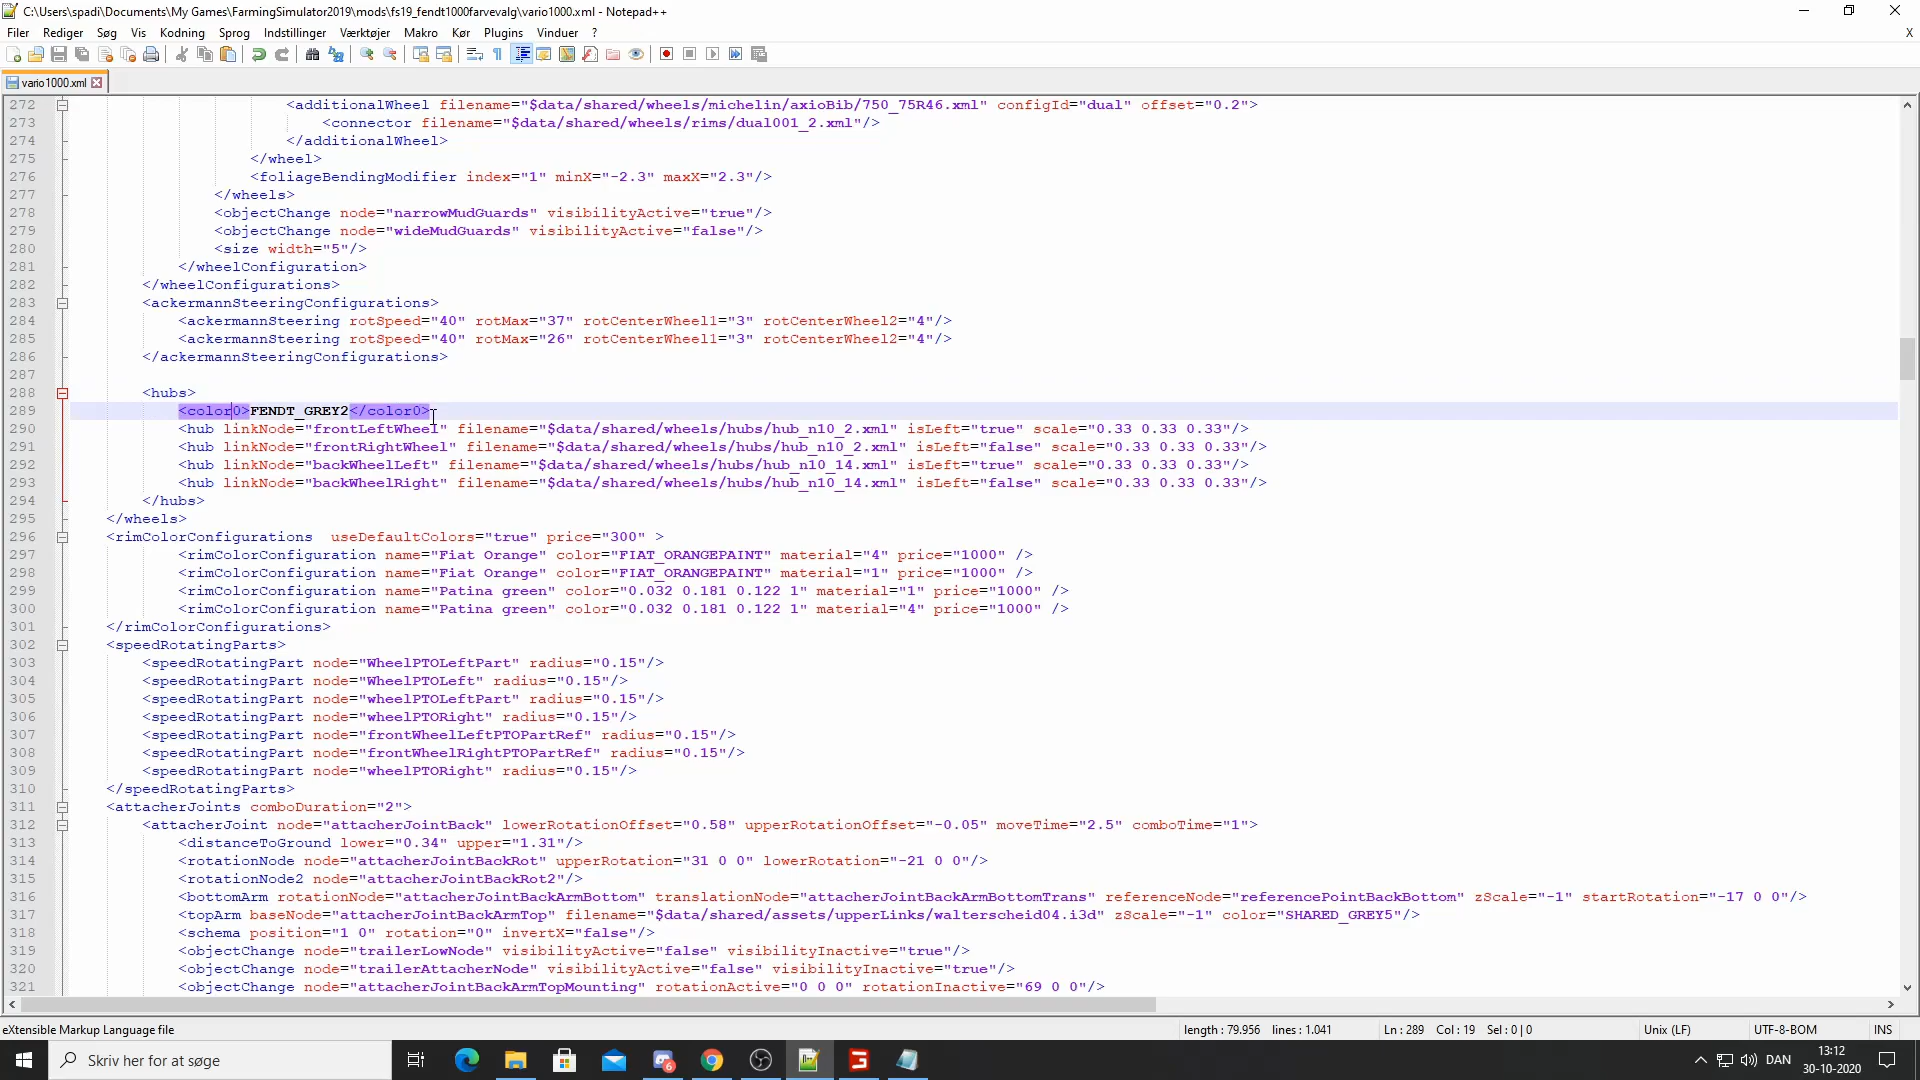 C:\Users\spadi\Documents\My Games\FarmingSimulator2019\mods\fs19_fendt1000farvevalg\vario1000.xml - Notepad++
Filer Rediger Søg Vis Kodning Sprog Indstillinger Værktøjer Makro Kør Plugins Vinduer ? X
vario1000.xml
272 <additionalWheel filename="$data/shared/wheels/michelin/axioBib/750_75R46.xml" configId="dual" offset="0.2">
273 <connector filename="$data/shared/wheels/rims/dual001_2.xml"/>
274 </additionalWheel>
275 </wheel>
276 <foliageBendingModifier index="1" minX="-2.3" maxX="2.3"/>
277 </wheels>
278 <objectChange node="narrowMudGuards" visibilityActive="true"/>
279 <objectChange node="wideMudGuards" visibilityActive="false"/>
280 <size width="5"/>
281 </wheelConfiguration>
282 </wheelConfigurations>
283 <ackermannSteeringConfigurations>
284 <ackermannSteering rotSpeed="40" rotMax="37" rotCenterWheel1="3" rotCenterWheel2="4"/>
285 <ackermannSteering rotSpeed="40" rotMax="26" rotCenterWheel1="3" rotCenterWheel2="4"/>
286 </ackermannSteeringConfigurations>
287
288 <hubs>
289 <color0>FENDT_GREY2</color0>
290 <hub linkNode="frontLeftWheel" filename="$data/shared/wheels/hubs/hub_n10_2.xml" isLeft="true" scale="0.33 0.33 0.33"/>
291 <hub linkNode="frontRightWheel" filename="$data/shared/wheels/hubs/hub_n10_2.xml" isLeft="false" scale="0.33 0.33 0.33"/>
292 <hub linkNode="backWheelLeft" filename="$data/shared/wheels/hubs/hub_n10_14.xml" isLeft="true" scale="0.33 0.33 0.33"/>
293 <hub linkNode="backWheelRight" filename="$data/shared/wheels/hubs/hub_n10_14.xml" isLeft="false" scale="0.33 0.33 0.33"/>
294 </hubs>
295 </wheels>
296 <rimColorConfigurations useDefaultColors="true" price="300" >
297 <rimColorConfiguration name="Fiat Orange" color="FIAT_ORANGEPAINT" material="4" price="1000" />
298 <rimColorConfiguration name="Fiat Orange" color="FIAT_ORANGEPAINT" material="1" price="1000" />
299 <rimColorConfiguration name="Patina green" color="0.032 0.181 0.122 1" material="1" price="1000" />
300 <rimColorConfiguration name="Patina green" color="0.032 0.181 0.122 1" material="4" price="1000" />
301 </rimColorConfigurations>
302 <speedRotatingParts>
303 <speedRotatingPart node="WheelPTOLeftPart" radius="0.15"/>
304 <speedRotatingPart node="WheelPTOLeft" radius="0.15"/>
305 <speedRotatingPart node="wheelPTOLeftPart" radius="0.15"/>
306 <speedRotatingPart node="wheelPTORight" radius="0.15"/>
307 <speedRotatingPart node="frontWheelLeftPTOPartRef" radius="0.15"/>
308 <speedRotatingPart node="frontWheelRightPTOPartRef" radius="0.15"/>
309 <speedRotatingPart node="wheelPTORight" radius="0.15"/>
310 </speedRotatingParts>
311 <attacherJoints comboDuration="2">
312 <attacherJoint node="attacherJointBack" lowerRotationOffset="0.58" upperRotationOffset="-0.05" moveTime="2.5" comboTime="1">
313 <distanceToGround lower="0.34" upper="1.31"/>
314 <rotationNode node="attacherJointBackRot" upperRotation="31 0 0" lowerRotation="-21 0 0"/>
315 <rotationNode2 node="attacherJointBackRot2"/>
316 <bottomArm rotationNode="attacherJointBackArmBottom" translationNode="attacherJointBackArmBottomTrans" referenceNode="referencePointBackBottom" zScale="-1" startRotation="-17 0 0"/>
317 <topArm baseNode="attacherJointBackArmTop" filename="$data/shared/assets/upperLinks/walterscheid04.i3d" zScale="-1" color="SHARED_GREY5"/>
318 <schema position="1 0" rotation="0" invertX="false"/>
319 <objectChange node="trailerLowNode" visibilityActive="false" visibilityInactive="true"/>
320 <objectChange node="trailerAttacherNode" visibilityActive="false" visibilityInactive="true"/>
321 <objectChange node="attacherJointBackArmTopMounting" rotationActive="0 0 0" rotationInactive="69 0 0"/>
eXtensible Markup Language file length : 79.956 lines : 1.041 Ln : 289 Col : 19 Sel : 0 | 0 Unix (LF) UTF-8-BOM INS
Skriv her for at søge
6
DAN
13:12
30-10-2020